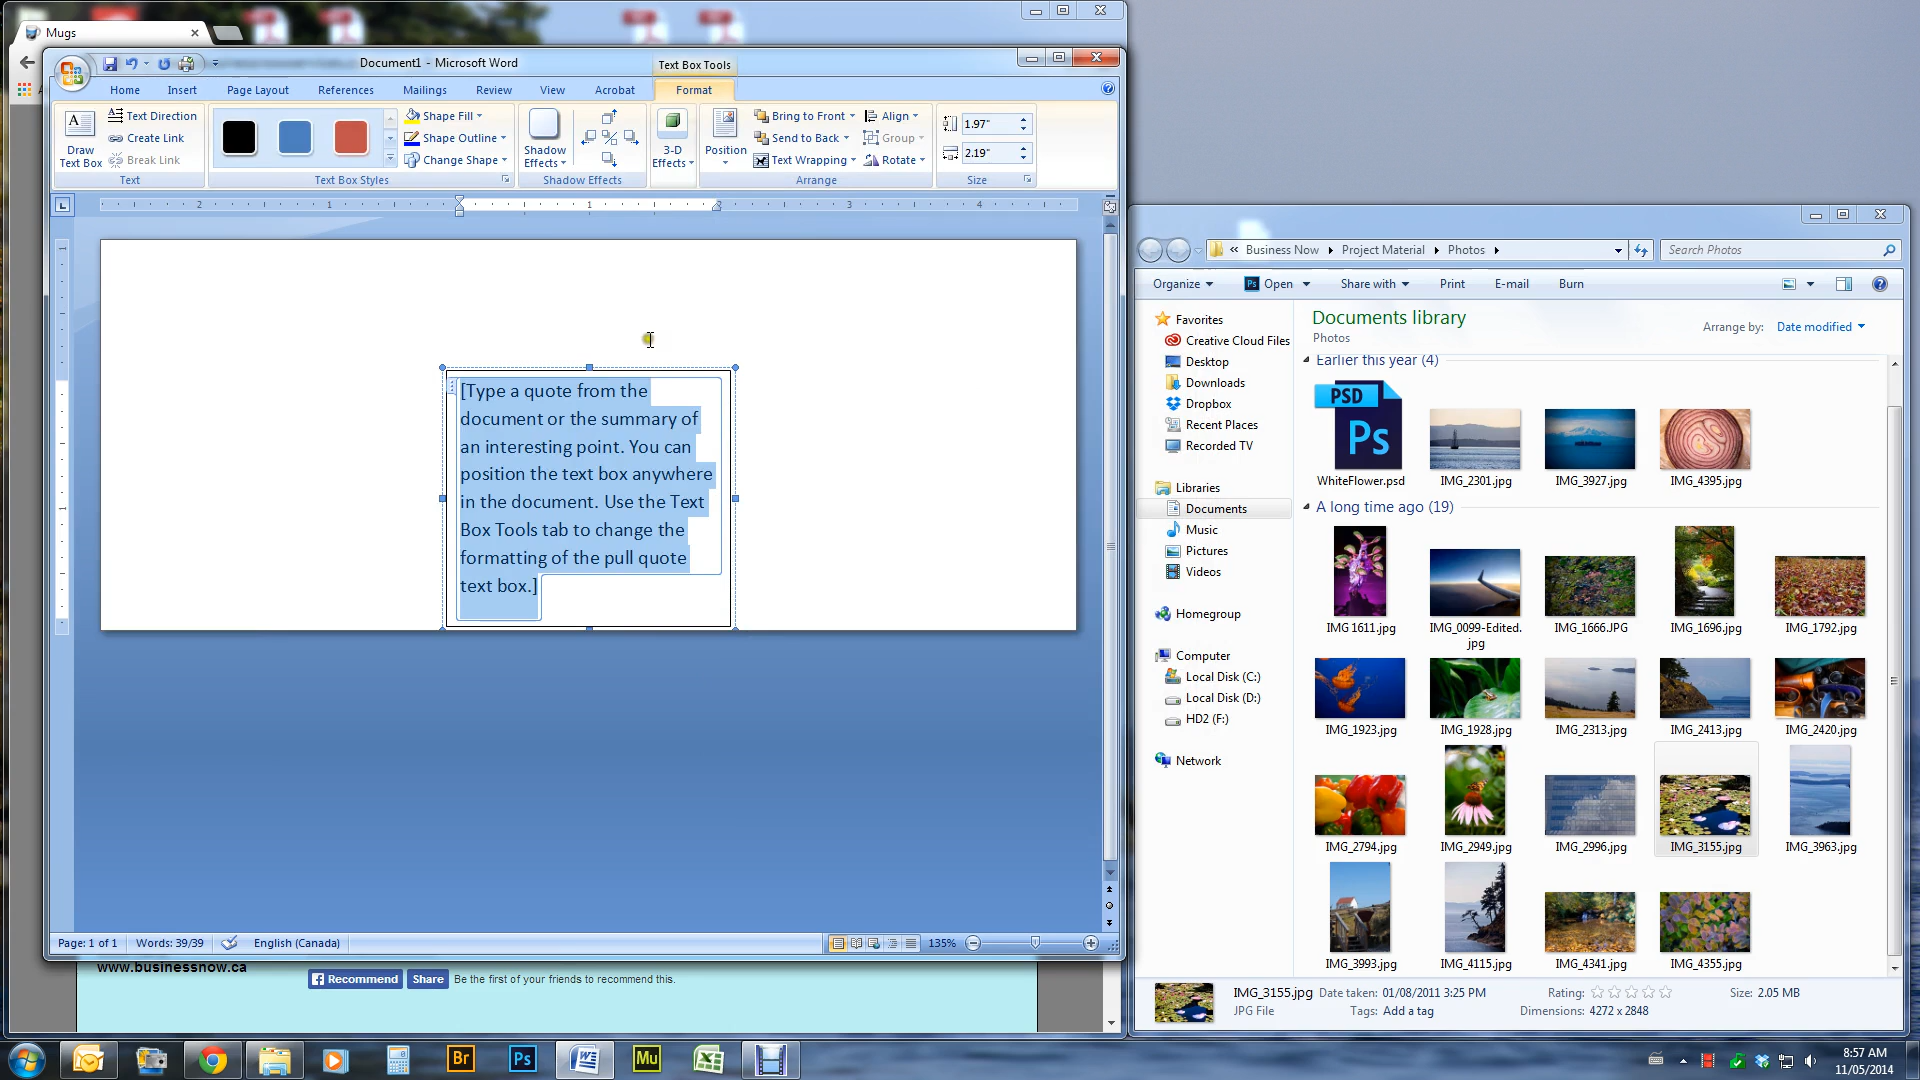 Mugs
Document1 - Microsoft Word
Text Box Tools
Home
Insert
Page Layout
References
Mailings
Review
View
Acrobat
Format
Draw
Text Box
Text Direction
Create Link
Break Link
Text
Shape Fill
Shape Outline
Change Shape
Text Box Styles
Shadow
Effects
Shadow Effects
3-D
Effects
Position
Bring to Front
Send to Back
Text Wrapping
Align
Group
Rotate
Arrange
1.97"
2.19"
Size
2 1 1 2 3 4
[Type a quote from the
document or the summary of
an interesting point. You can
position the text box anywhere
in the document. Use the Text
Box Tools tab to change the
formatting of the pull quote
text box.]
Page: 1 of 1
Words: 39/39
English (Canada)
135%
www.businessnow.ca
Recommend
Share
Be the first of your friends to recommend this.
« Business Now
Project Material
Photos
Search Photos
Organize
Ps
Open
Share with
Print
E-mail
Burn
Favorites
Creative Cloud Files
Desktop
Downloads
Dropbox
Recent Places
Recorded TV
Libraries
Documents
Music
Pictures
Videos
Homegroup
Computer
Local Disk (C:)
Local Disk (D:)
HD2 (F:)
Network
Documents library
Photos
Arrange by:
Date modified
Earlier this year (4)
PSD
Ps
WhiteFlower.psd
IMG_2301.jpg
IMG_3927.jpg
IMG_4395.jpg
A long time ago (19)
IMG 1611.jpg
IMG_0099-Edited.
jpg
IMG_1666.JPG
IMG_1696.jpg
IMG_1792.jpg
IMG_1923.jpg
IMG_1928.jpg
IMG_2313.jpg
IMG_2413.jpg
IMG_2420.jpg
IMG_2794.jpg
IMG_2949.jpg
IMG_2996.jpg
IMG_3155.jpg
IMG_3963.jpg
IMG_3993.jpg
IMG_4115.jpg
IMG_4341.jpg
IMG_4355.jpg
IMG_3155.jpg
Date taken: 01/08/2011 3:25 PM
Rating:
Size: 2.05 MB
JPG File
Tags: Add a tag
Dimensions: 4272 x 2848
Br
Ps
Mu
8:57 AM
11/05/2014